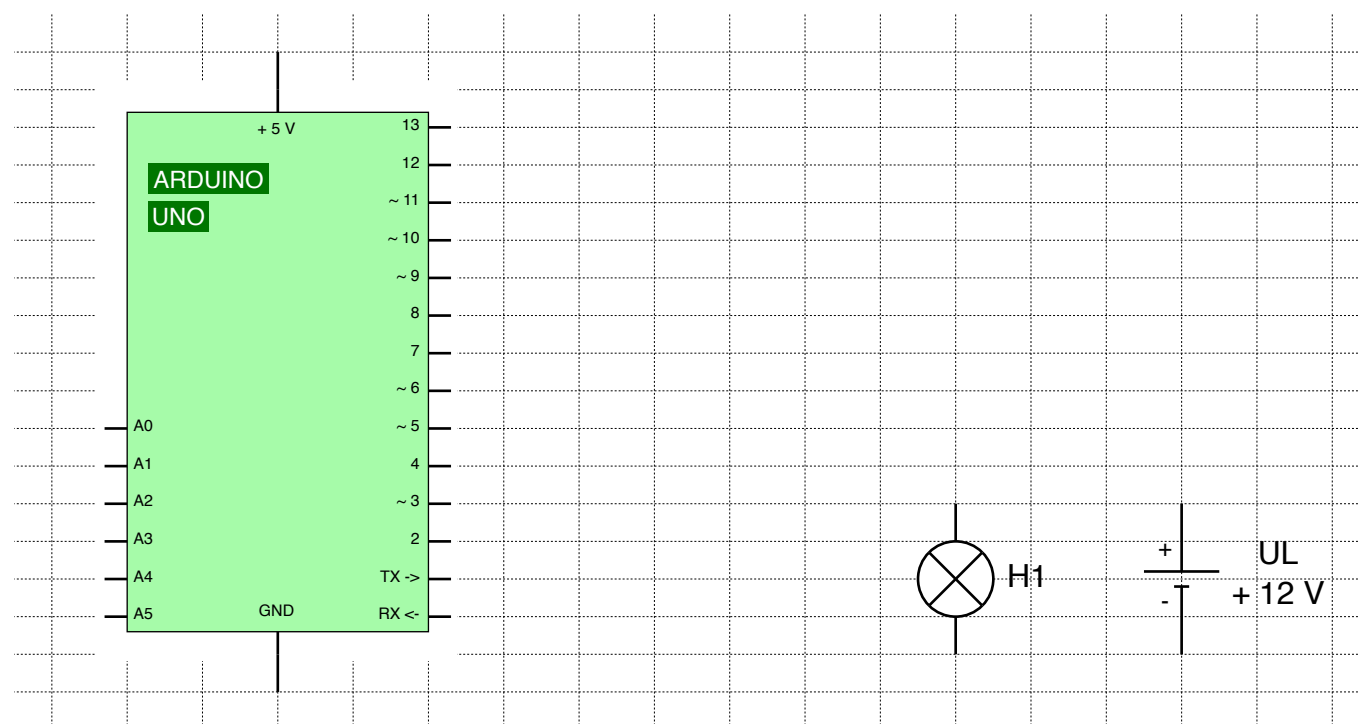 + 5 V
ARDUINO
UNO
13
12
~ 11
~ 10
~ 9
8
7
~ 6
A0
~ 5
A1
4
A2
~ 3
A3
2
A4
TX ->
A5
GND
RX <-
H1
+
-
UL
+ 12 V